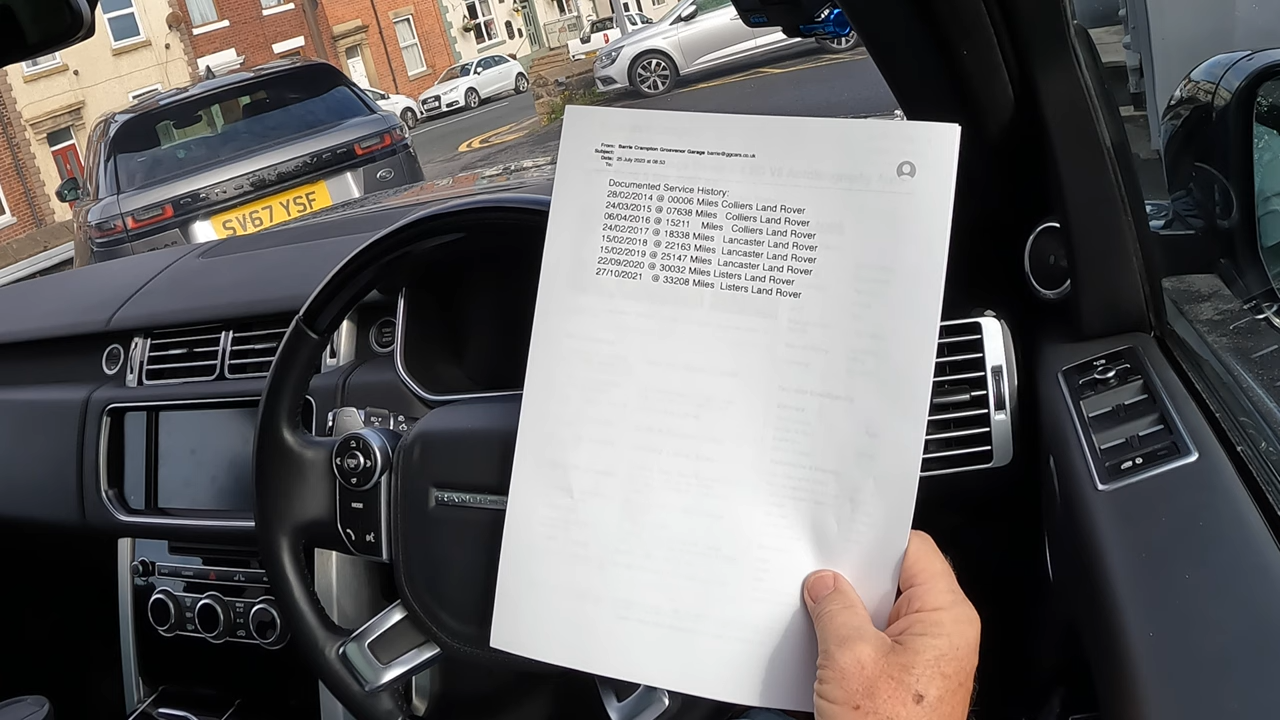 From: Barrie Crampton Grosvenor Garage barrie@ggcars.co.uk
Subject:
Date: 25 July 2023 at 08:53
To:
Documented Service History:
28/02/2014 @ 00006 Miles Colliers Land Rover
24/03/2015 @ 07638 Miles Colliers Land Rover
06/04/2016 @ 15211 Miles Colliers Land Rover
24/02/2017 @ 18338 Miles Lancaster Land Rover
15/02/2018 @ 22163 Miles Lancaster Land Rover
15/02/2019 @ 25147 Miles Lancaster Land Rover
22/09/2020 @ 30032 Miles Listers Land Rover
27/10/2021 @ 33208 Miles Listers Land Rover
SV67 YSF
MODE